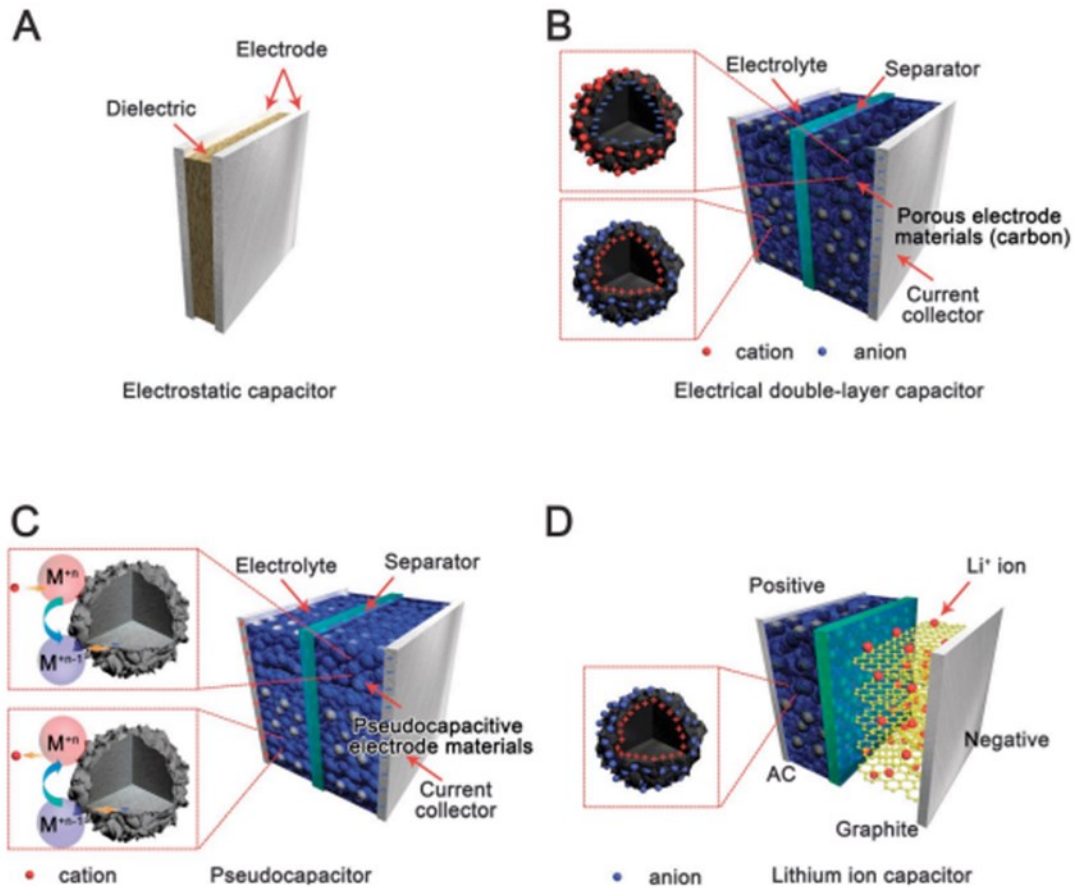 A
Electrode
Dielectric
Electrostatic capacitor
B
Electrolyte
Separator
Porous electrode
materials (carbon)
Current
collector
cation
anion
Electrical double-layer capacitor
C
M+n
M+n-1
M+n
M+n-1
Electrolyte
Separator
Pseudocapacitive
electrode materials
Current
collector
cation
Pseudocapacitor
D
Li+ ion
Positive
Negative
AC
Graphite
anion
Lithium ion capacitor